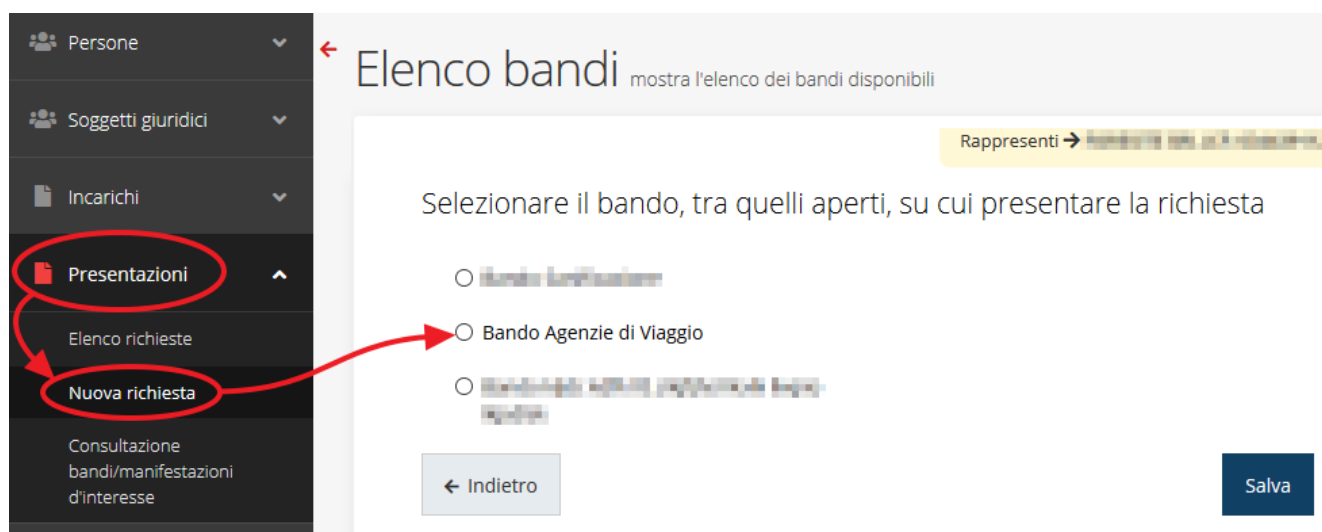 Persone
Soggetti giuridici
Incarichi
Presentazioni
Elenco richieste
Nuova richiesta
Consultazione
bandi/manifestazioni
d'interesse
Elenco bandi mostra l'elenco dei bandi disponibili
Rappresenti →
Selezionare il bando, tra quelli aperti, su cui presentare la richiesta
Bando Agenzie di Viaggio
← Indietro
Salva